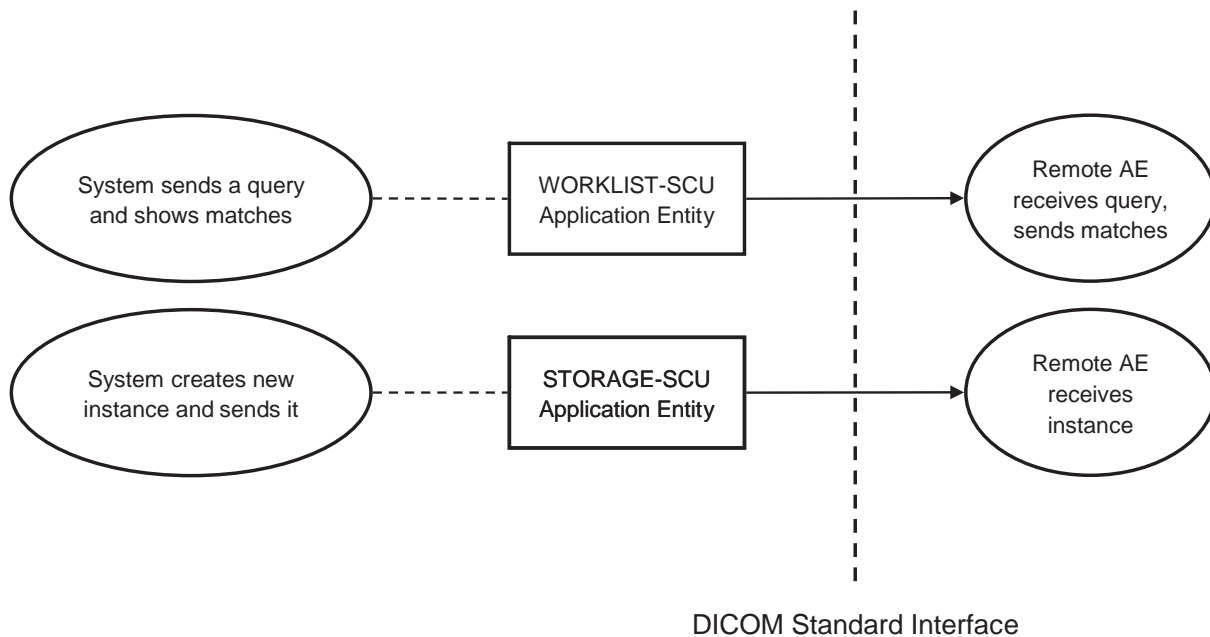 System sends a query
and shows matches
WORKLIST-SCU
Application Entity
Remote AE
receives query,
sends matches
System creates new
instance and sends it
STORAGE-SCU
Application Entity
Remote AE
receives
instance
DICOM Standard Interface